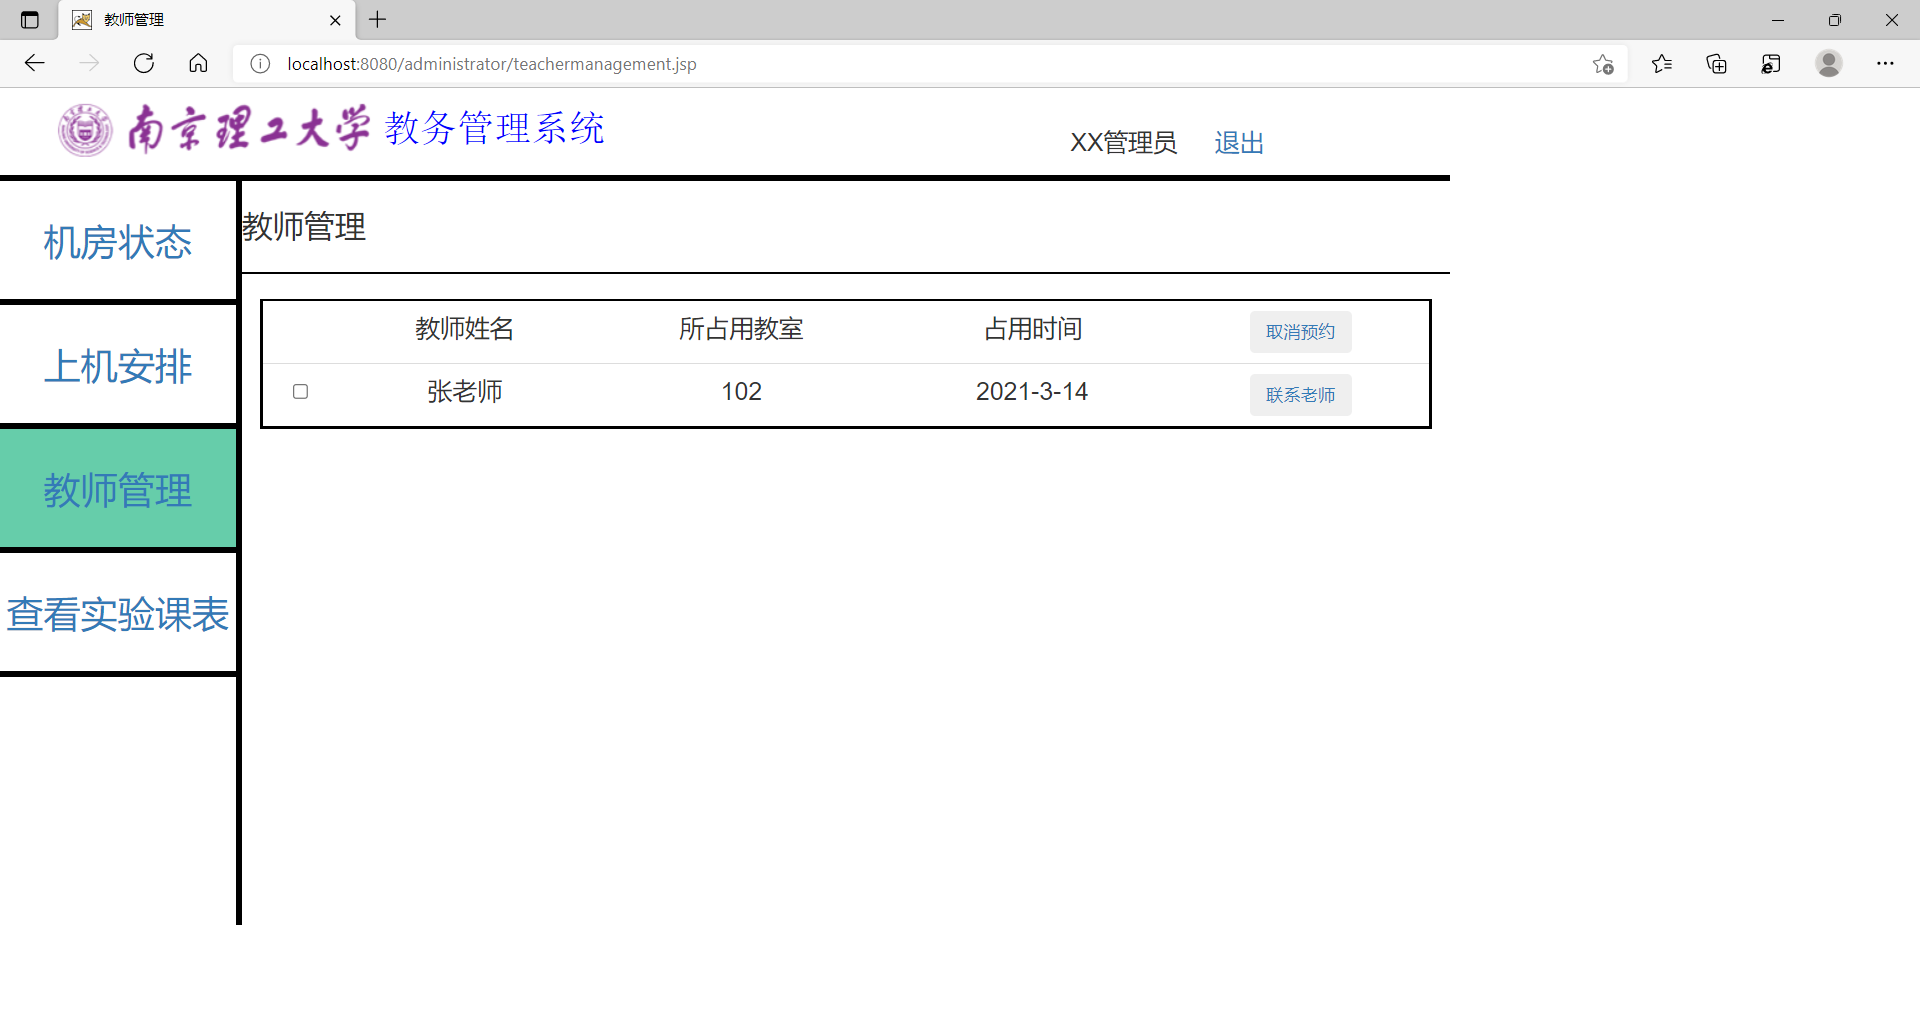 教师管理
localhost:8080/administrator/teachermanagement.jsp
南京理工大学 教务管理系统
XX管理员 退出
机房状态
上机安排
教师管理
查看实验课表
教师管理
教师姓名 所占用教室 占用时间 取消预约
张老师 102 2021-3-14 联系老师